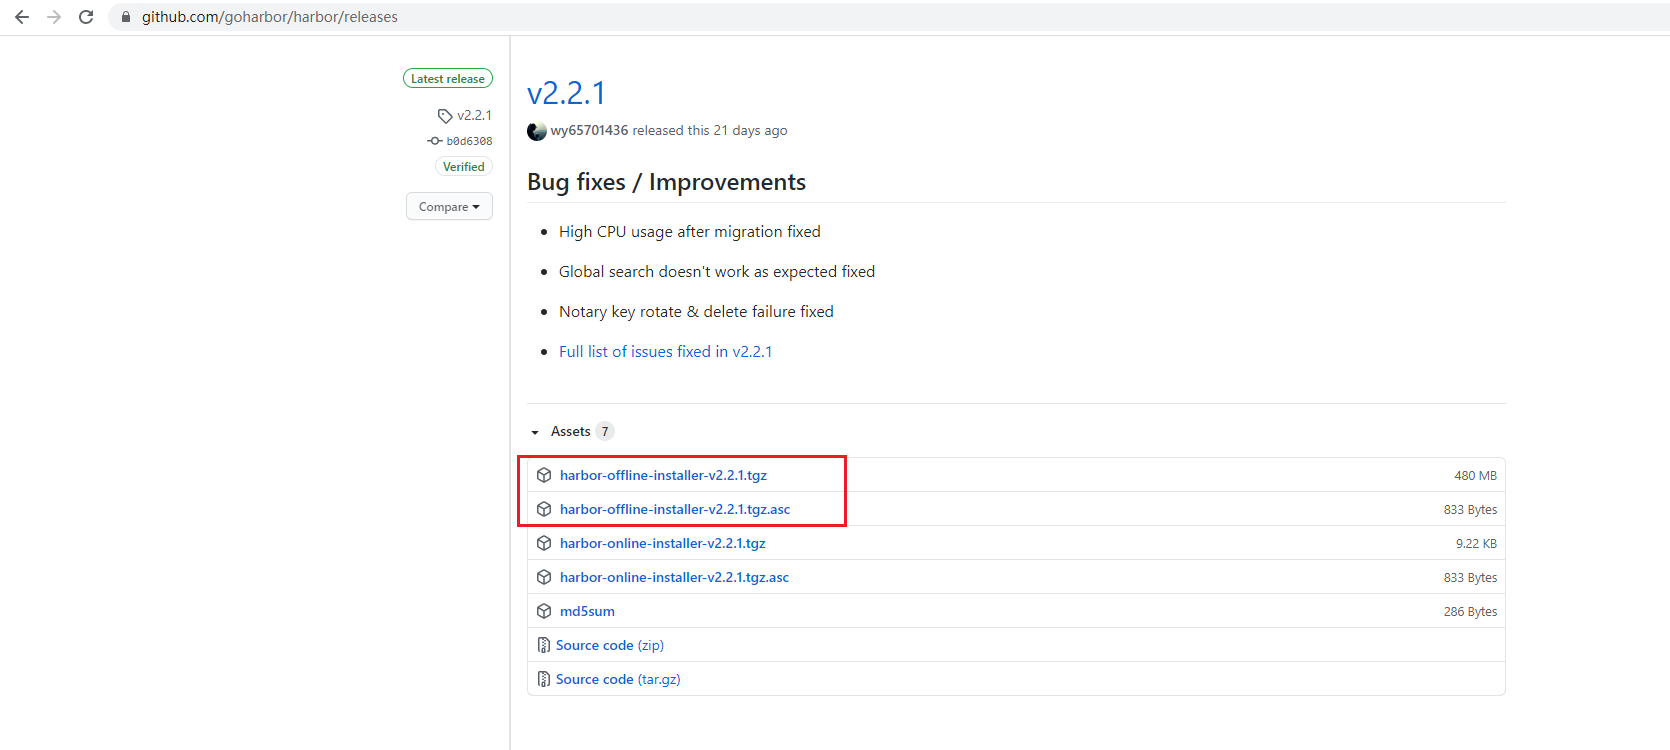 github.com/goharbor/harbor/releases
Latest release
v2.2.1
b0d6308
Verified
Compare
v2.2.1
wy65701436 released this 21 days ago
Bug fixes / Improvements
High CPU usage after migration fixed
Global search doesn't work as expected fixed
Notary key rotate & delete failure fixed
Full list of issues fixed in v2.2.1
Assets 7
harbor-offline-installer-v2.2.1.tgz 480 MB
harbor-offline-installer-v2.2.1.tgz.asc 833 Bytes
harbor-online-installer-v2.2.1.tgz 9.22 KB
harbor-online-installer-v2.2.1.tgz.asc 833 Bytes
md5sum 286 Bytes
Source code (zip)
Source code (tar.gz)